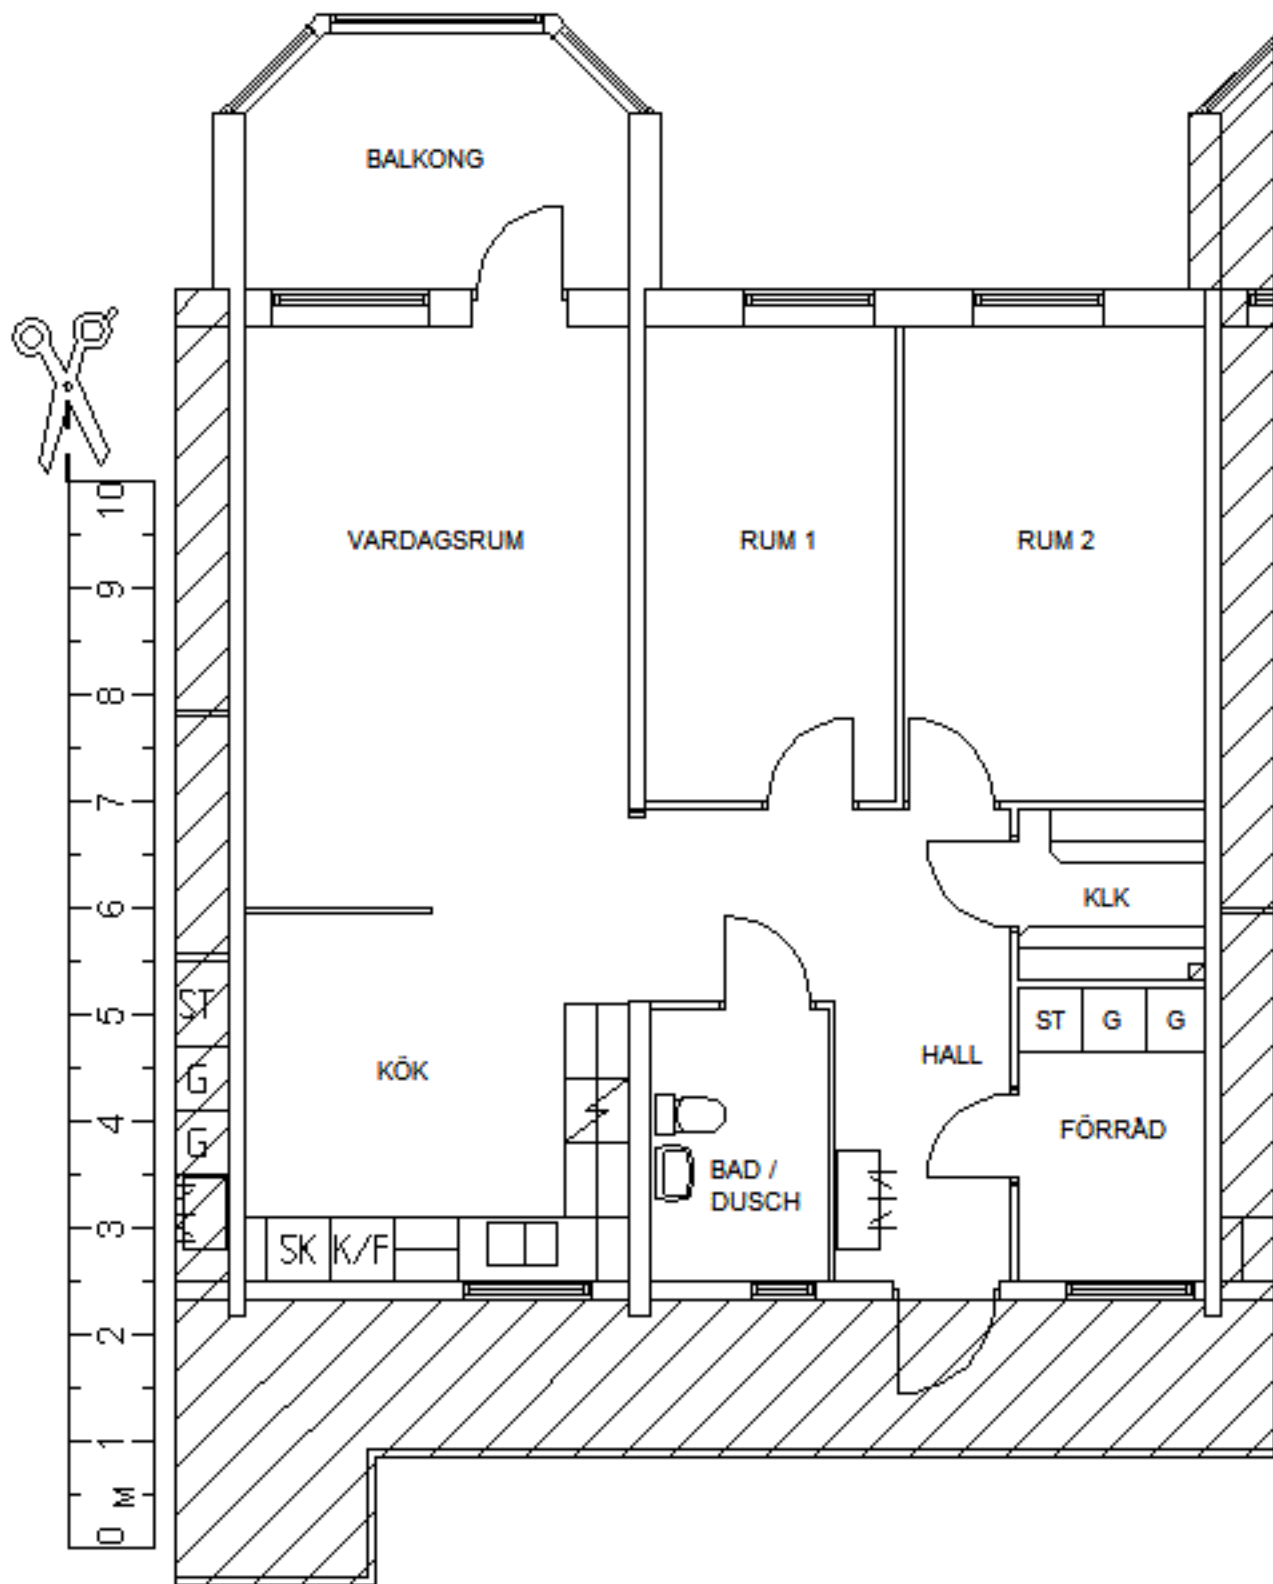 BALKONG
VARDAGSRUM
RUM 1
RUM 2
KLK
ST
G
G
HALL
KÖK
FÖRRÅD
BAD /
DUSCH
SK
K/F
ST
G
G
10
9
8
7
6
5
4
3
2
1
M
0